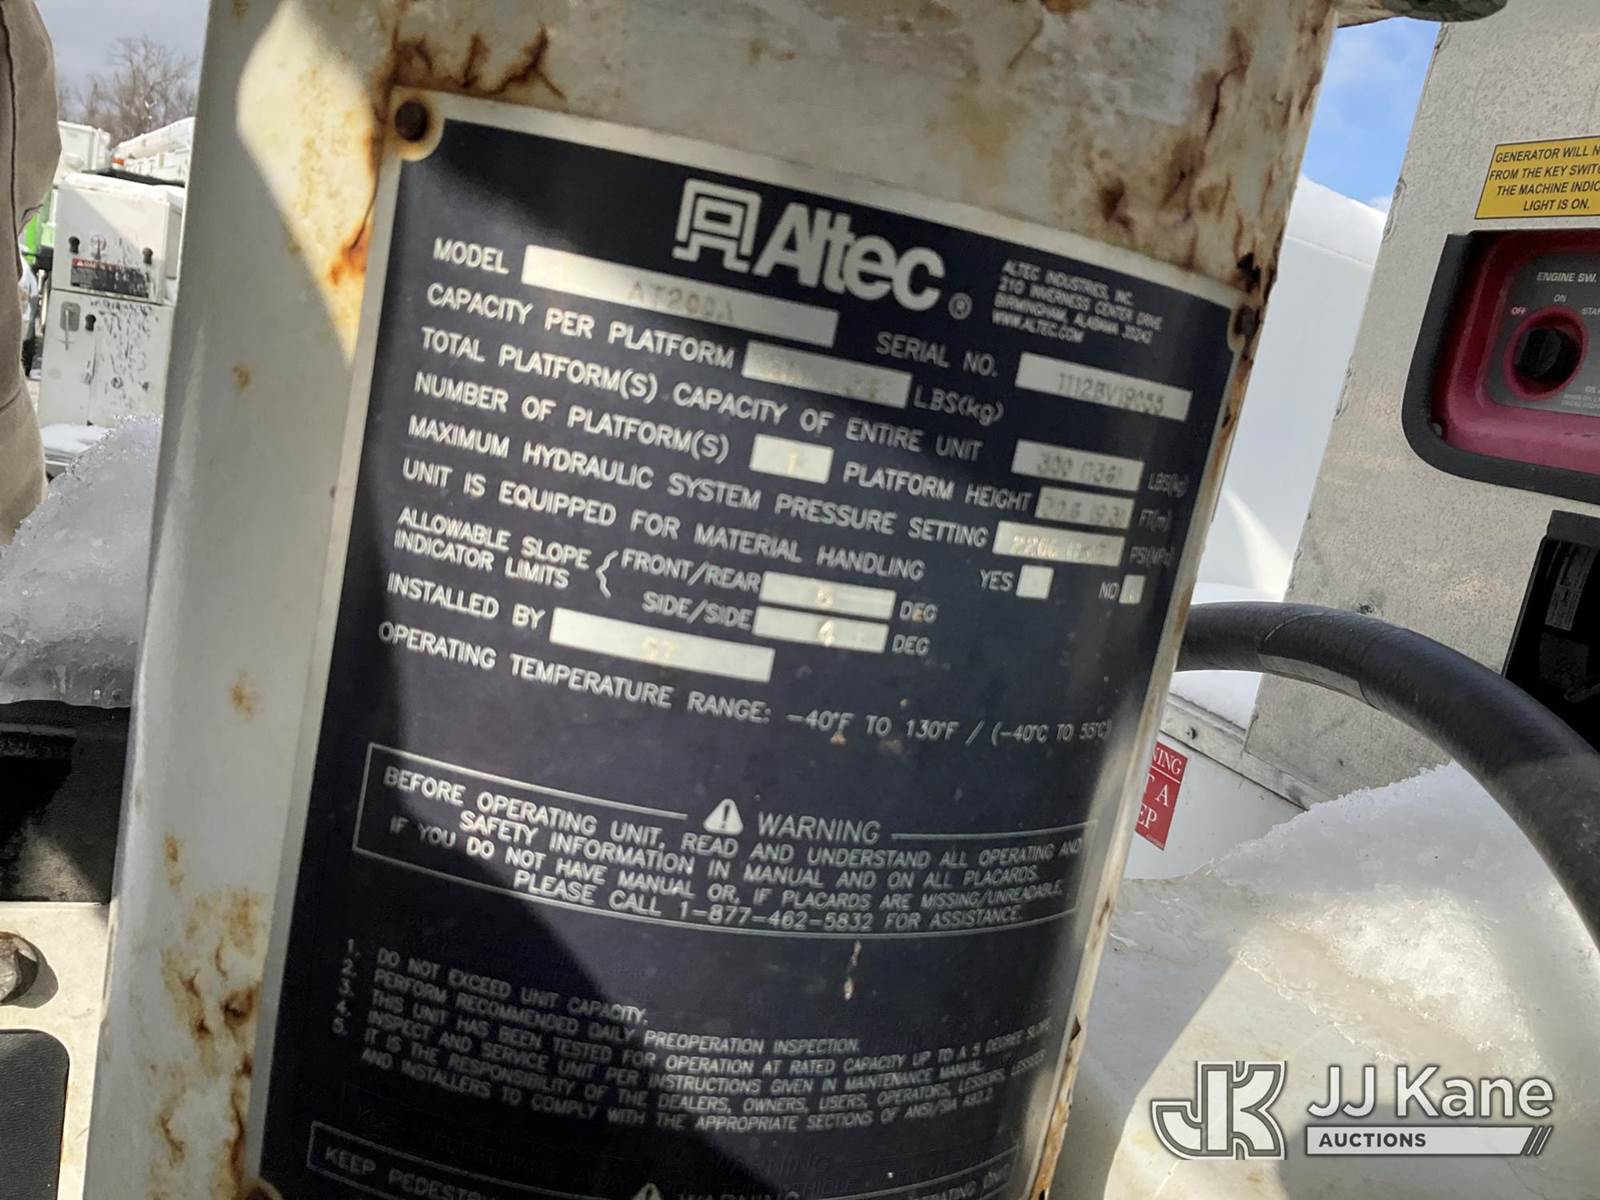 Altec ®
ALTEC INDUSTRIES, INC.
210 INVERNESS CENTER DRIVE
BIRMINGHAM, ALABAMA 35242
WWW.ALTEC.COM
MODEL AT200A SERIAL NO. 1112BV19055
CAPACITY PER PLATFORM LBS(kg)
TOTAL PLATFORM(S) CAPACITY OF ENTIRE UNIT 300 (136) LBS(kg)
NUMBER OF PLATFORM(S) 1 PLATFORM HEIGHT FT(m)
MAXIMUM HYDRAULIC SYSTEM PRESSURE SETTING PSI(MPa)
UNIT IS EQUIPPED FOR MATERIAL HANDLING YES NO
ALLOWABLE SLOPE INDICATOR LIMITS { FRONT/REAR 5 DEG
SIDE/SIDE 4 DEG
INSTALLED BY
OPERATING TEMPERATURE RANGE: -40°F TO 130°F / (-40°C TO 55°C)
WARNING
BEFORE OPERATING UNIT, READ AND UNDERSTAND ALL OPERATING AND
SAFETY INFORMATION IN MANUAL AND ON ALL PLACARDS.
IF YOU DO NOT HAVE MANUAL OR, IF PLACARDS ARE MISSING/UNREADABLE,
PLEASE CALL 1-877-462-5832 FOR ASSISTANCE.
1. DO NOT EXCEED UNIT CAPACITY.
2. PERFORM RECOMMENDED DAILY PREOPERATION INSPECTION.
3. THIS UNIT HAS BEEN TESTED FOR OPERATION AT RATED CAPACITY UP TO A 5 DEGREE SLOPE
4. INSPECT AND SERVICE UNIT PER INSTRUCTIONS GIVEN IN MAINTENANCE MANUAL.
5. IT IS THE RESPONSIBILITY OF THE DEALERS, OWNERS, USERS, OPERATORS, LESSORS, LESSEES
AND INSTALLERS TO COMPLY WITH THE APPROPRIATE SECTIONS OF ANSI/SIA A92.2
WARNING
KEEP
GENERATOR WILL N
FROM THE KEY SWITC
THE MACHINE INDIC
LIGHT IS ON.
ENGINE SW.
ON
OFF
NING
T A
EP
JK JJ Kane
AUCTIONS